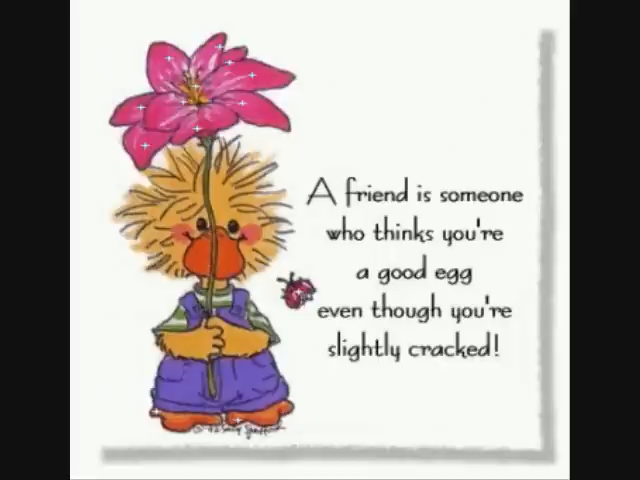 A friend is someone
who thinks you're
a good egg
even though you're
slightly cracked!